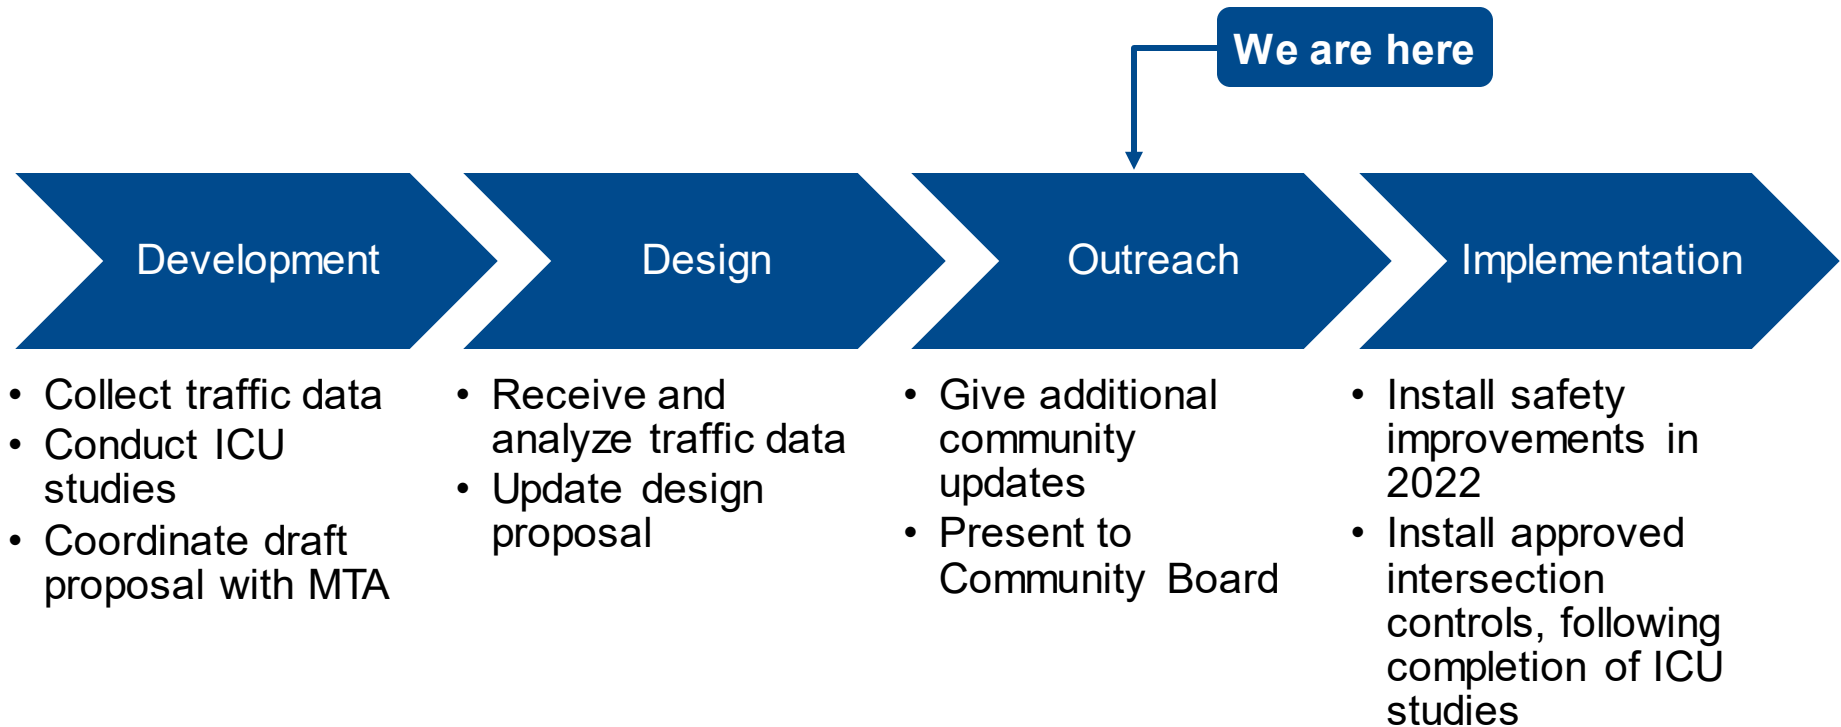 We are here
Development
Design
Outreach
Implementation
• Collect traffic data
• Conduct ICU
studies
• Coordinate draft
proposal with MTA
• Receive and
analyze traffic data
• Update design
proposal
• Give additional
community
updates
• Present to
Community Board
• Install safety
improvements in
2022
• Install approved
intersection
controls, following
completion of ICU
studies